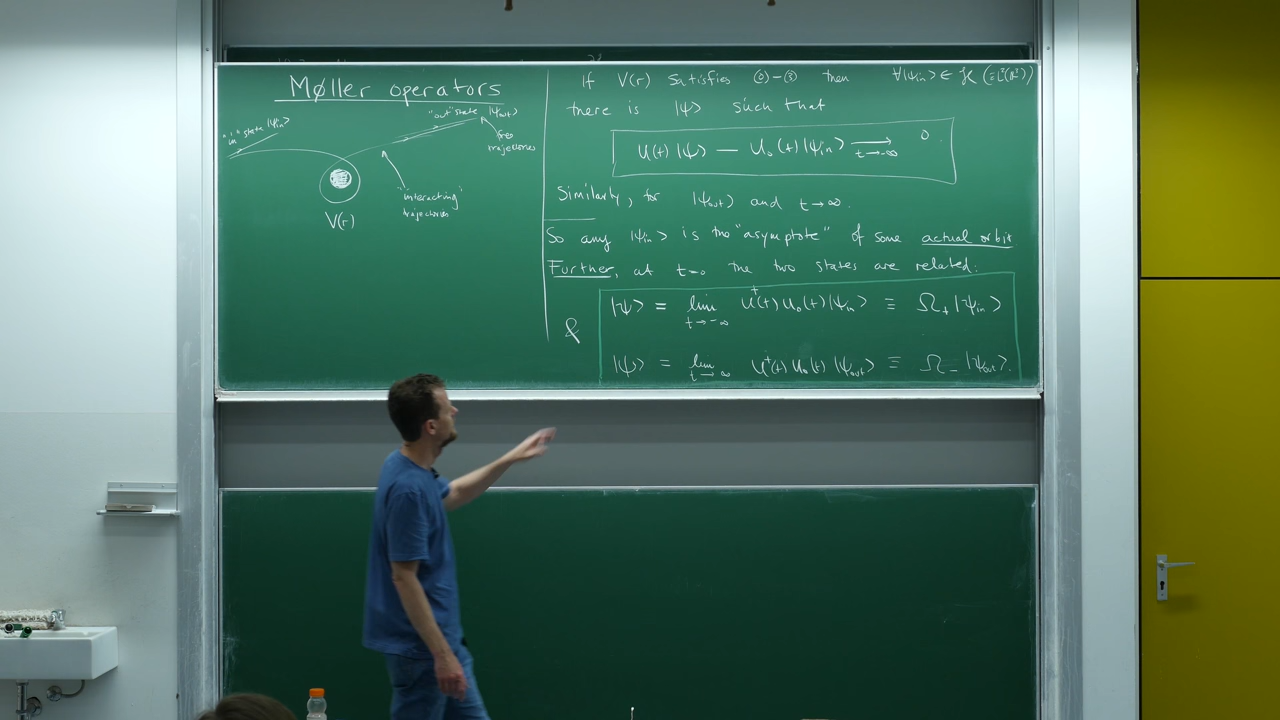 Møller operators
"in" state |ψin⟩
"out" state |ψout⟩
free
trajectories
"interacting"
trajectories
V(r)
If V(r) satisfies ①-③ then ∀|ψin⟩ ∈ ℋ (≡L²(ℝ³))
there is |ψ⟩ such that
U(t)|ψ⟩ — U₀(t)|ψin⟩ ⟶ 0
t→-∞
Similarly, for |ψout⟩ and t→∞.
So any |ψin⟩ is the "asymptote" of some actual orbit
Further, at t=0 the two states are related:
|ψ⟩ = lim U†(t)U₀(t)|ψin⟩ ≡ Ω₊|ψin⟩
t→-∞
&
|ψ⟩ = lim U†(t)U₀(t)|ψout⟩ ≡ Ω₋|ψout⟩.
t→∞